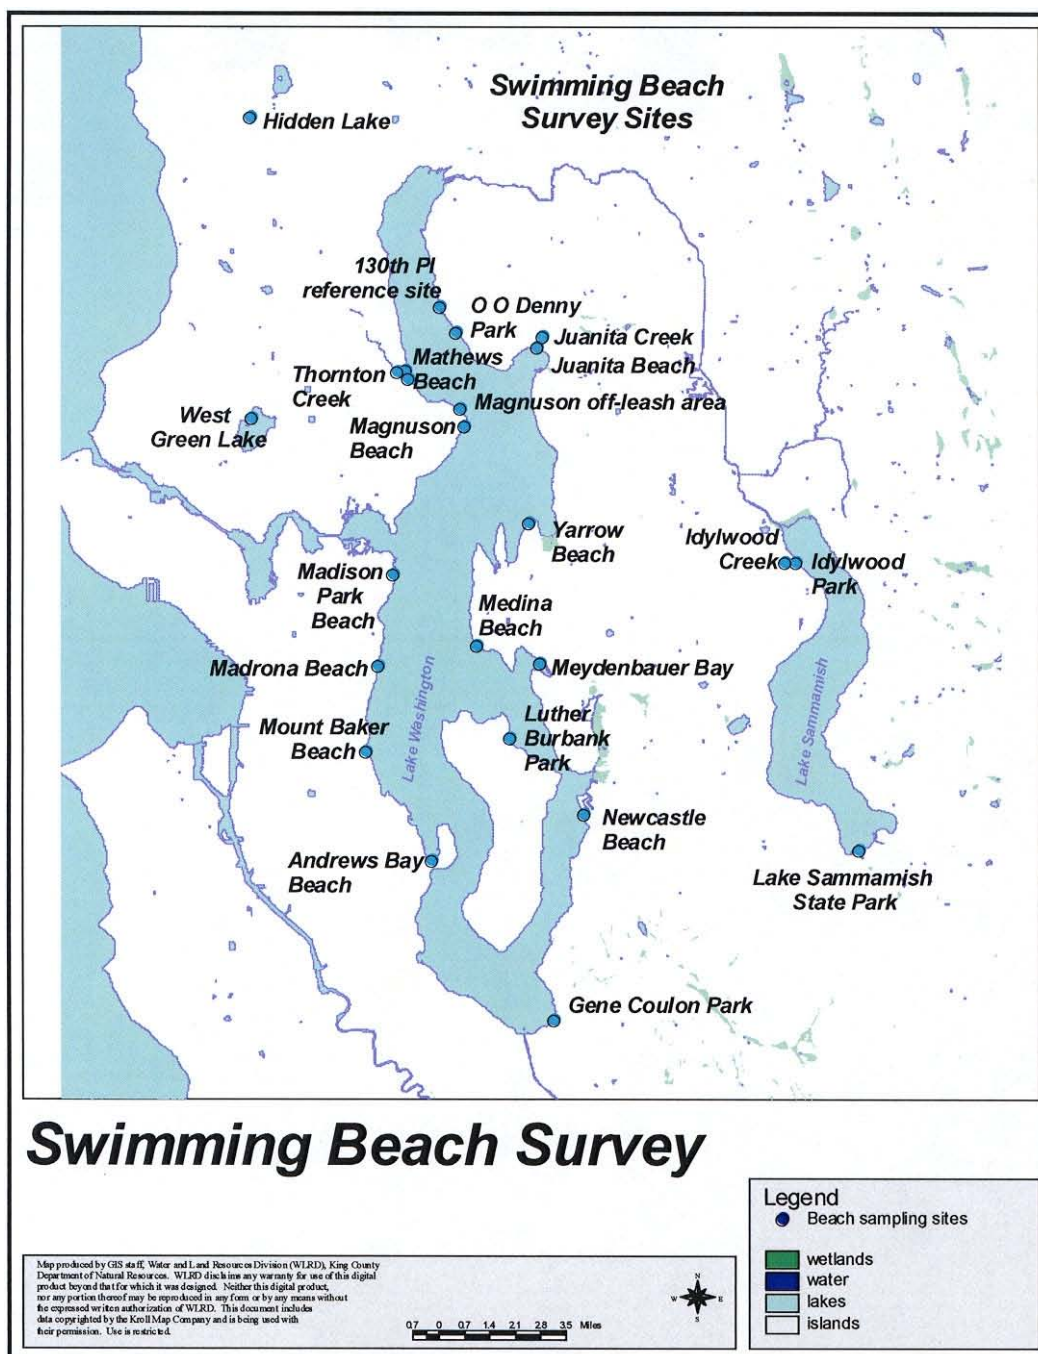 Swimming Beach
Survey Sites
Hidden Lake
130th Pl
reference site
O O Denny
Park
Juanita Creek
Juanita Beach
Mathews
Beach
Thornton
Creek
Magnuson off-leash area
West
Green Lake
Magnuson
Beach
Yarrow
Beach
Idylwood
Creek
Idylwood
Park
Madison
Park
Beach
Medina
Beach
Madrona Beach
Meydenbauer Bay
Lake Washington
Lake Sammamish
Mount Baker
Beach
Luther
Burbank
Park
Newcastle
Beach
Andrews Bay
Beach
Lake Sammamish
State Park
Gene Coulon Park
Swimming Beach Survey
Legend
Beach sampling sites
wetlands
water
lakes
islands
Map produced by GIS staff, Water and Land Resources Division (WLRD), King County
Department of Natural Resources. WLRD disclaims any warranty for use of this digital
product beyond that for which it was designed. Neither this digital product,
nor any portion thereof may be reproduced in any form or by any means without
the expressed written authorization of WLRD. This document includes
data copyrighted by the Kroll Map Company and is being used with
their permission. Use is restricted.
0.7 0 0.7 1.4 2.1 2.8 3.5 Miles
N
W E
S